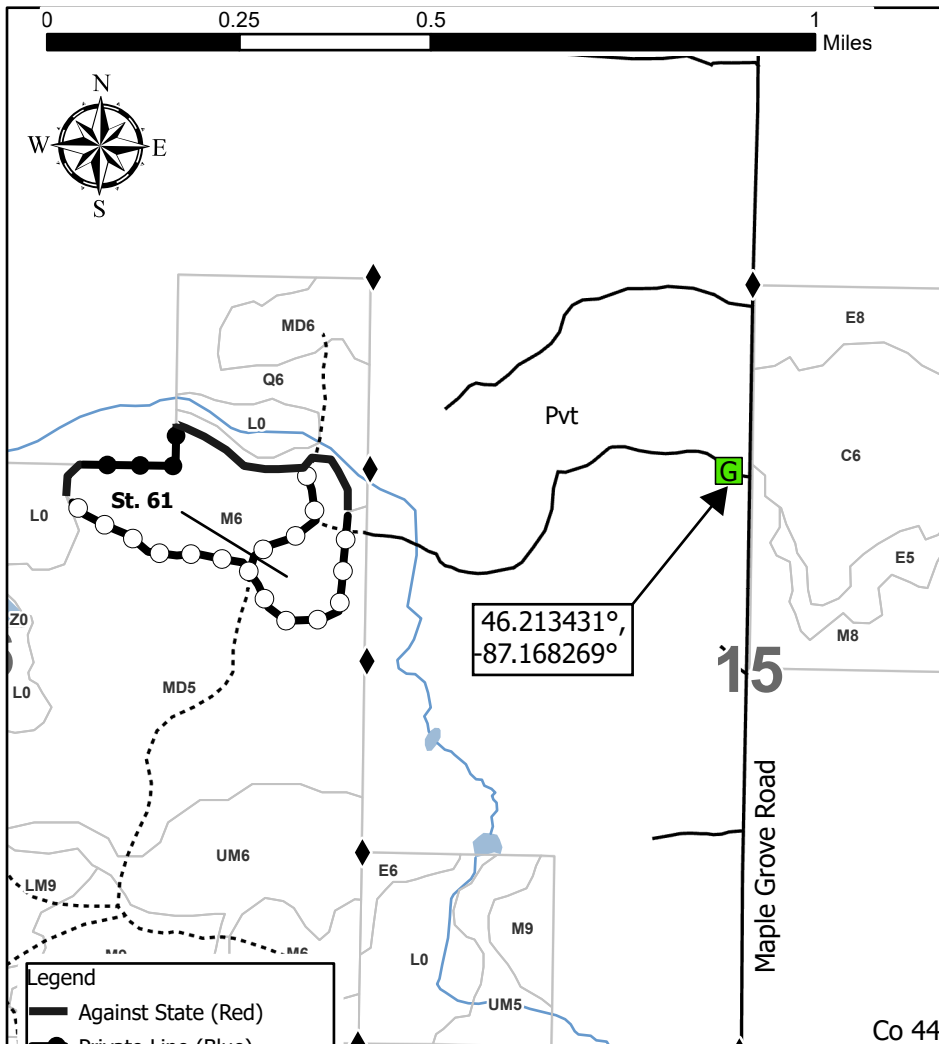 0 0.25 0.5 1
Miles
N
W E
S
MD6
E8
Q6
Pvt
L0
C6
G
St. 61
M6
L0
E5
46.213431°,
-87.168269°
Z0
M8
15
L0
MD5
Maple Grove Road
UM6
E6
LM9
M9
M6
L0
UM5
Legend
Against State (Red)
Co 44